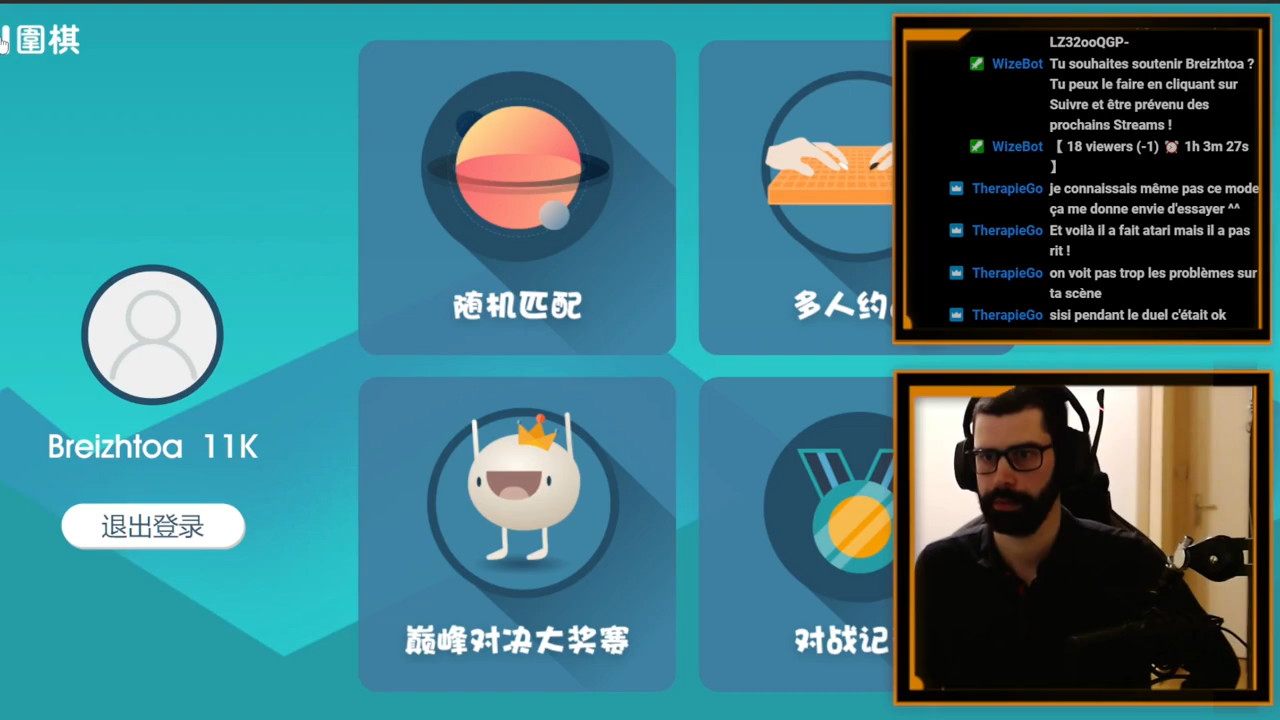 圍棋
随机匹配
多人约
Breizhtoa 11K
退出登录
巅峰对决大奖赛
对战记
LZ32ooQGP-
WizeBot Tu souhaites soutenir Breizhtoa ?
Tu peux le faire en cliquant sur
Suivre et être prévenu des
prochains Streams !
WizeBot 【 18 viewers (-1) ⏰ 1h 3m 27s
】
TherapieGo je connaissais même pas ce mode
ça me donne envie d'essayer ^^
TherapieGo Et voilà il a fait atari mais il a pas
rit !
TherapieGo on voit pas trop les problèmes sur
ta scène
TherapieGo sisi pendant le duel c'était ok